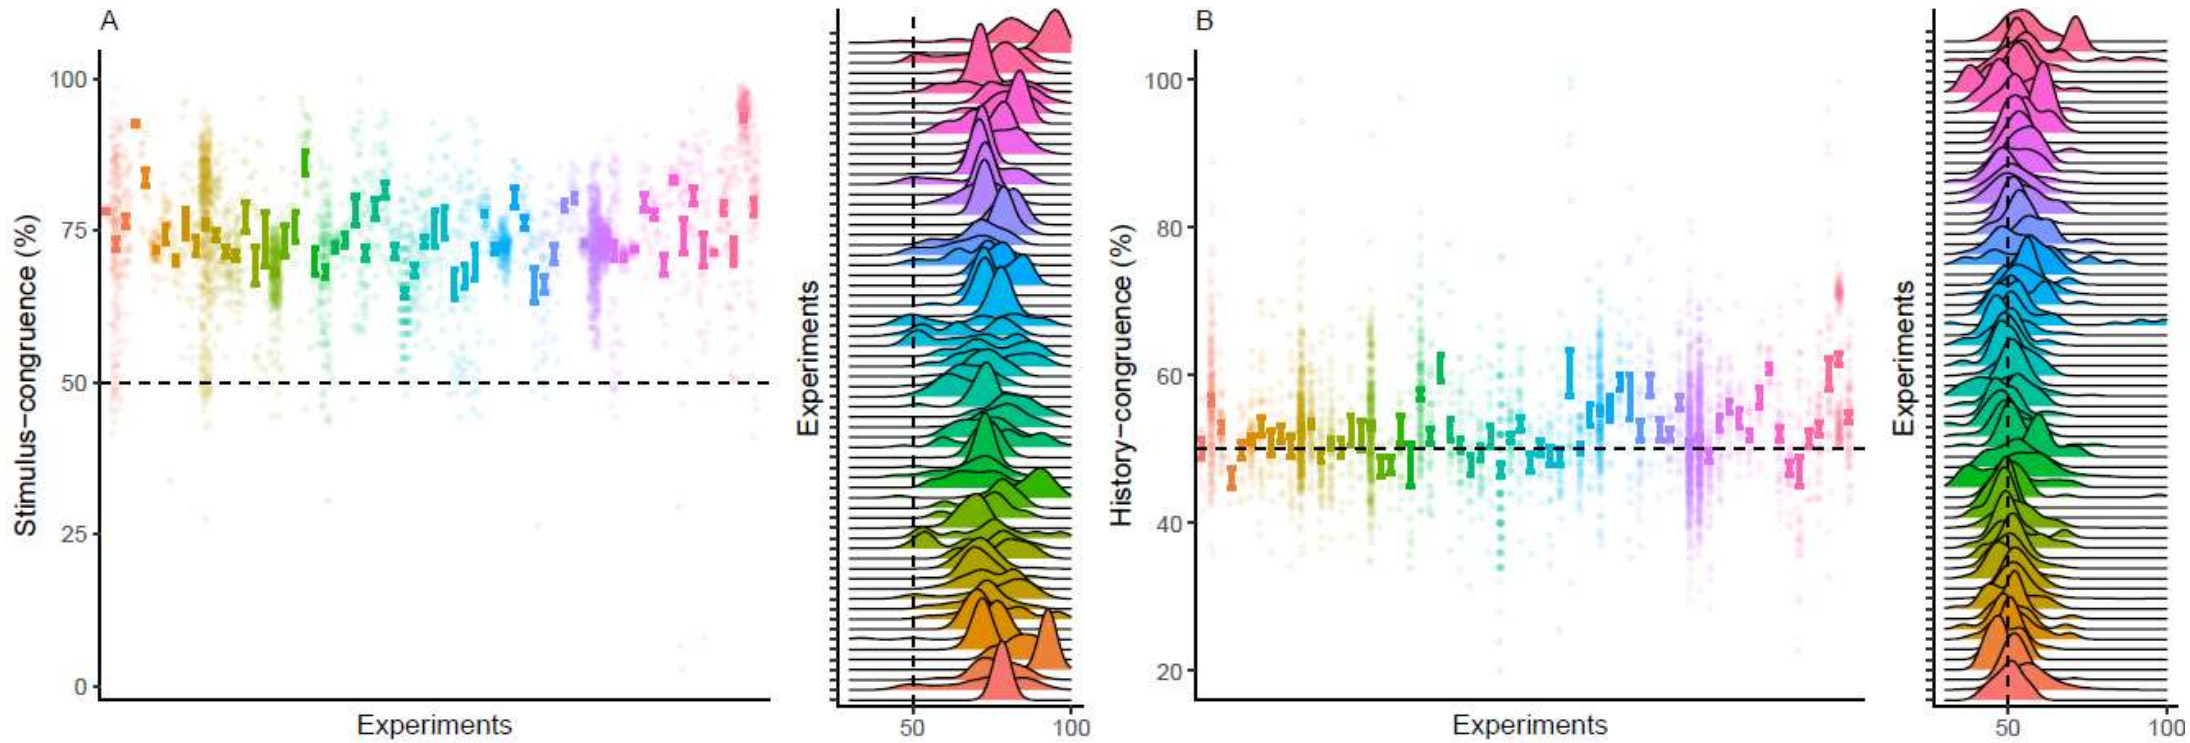 A
Stimulus−congruence (%)
100
75
50
25
0
Experiments
Experiments
50
100
B
History−congruence (%)
100
80
60
40
20
Experiments
Experiments
50
100